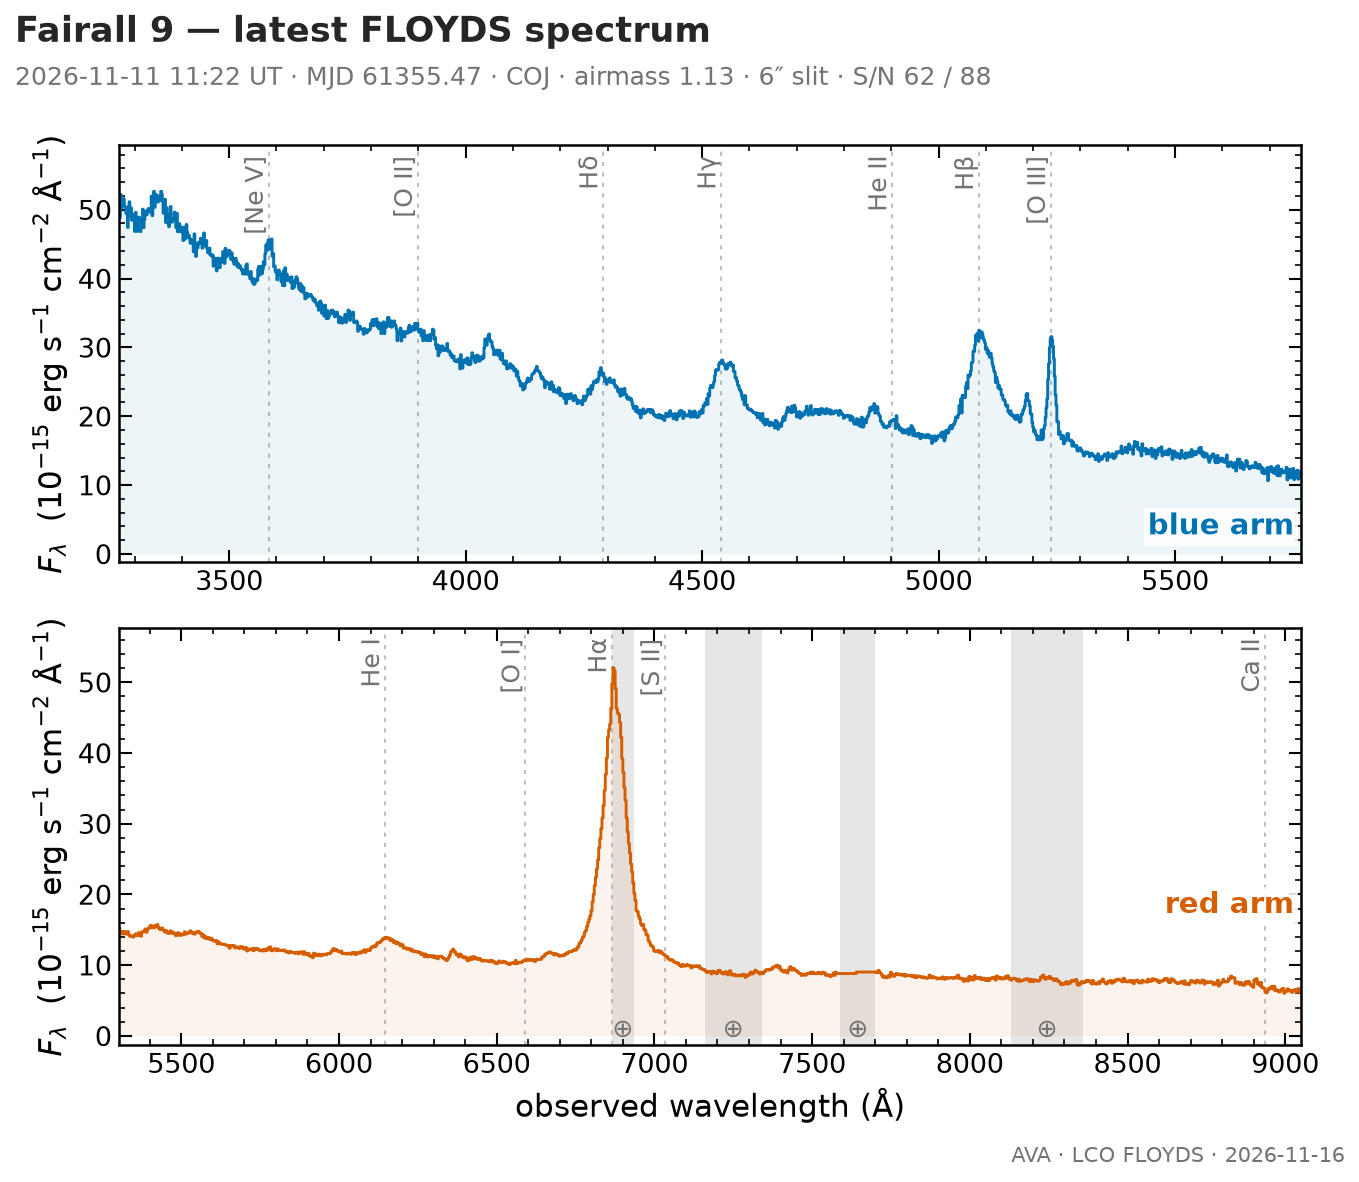 Fairall 9 — latest FLOYDS spectrum
2026-11-11 11:22 UT · MJD 61355.47 · COJ · airmass 1.13 · 6″ slit · S/N 62 / 88
F_λ (10⁻¹⁵ erg s⁻¹ cm⁻² Å⁻¹)
50
40
30
20
10
0
[Ne V]
[O II]
Hδ
Hγ
He II
Hβ
[O III]
blue arm
3500
4000
4500
5000
5500
F_λ (10⁻¹⁵ erg s⁻¹ cm⁻² Å⁻¹)
50
40
30
20
10
0
He I
[O I]
Hα
[S II]
Ca II
red arm
⊕
⊕
⊕
⊕
5500
6000
6500
7000
7500
8000
8500
9000
observed wavelength (Å)
AVA · LCO FLOYDS · 2026-11-16